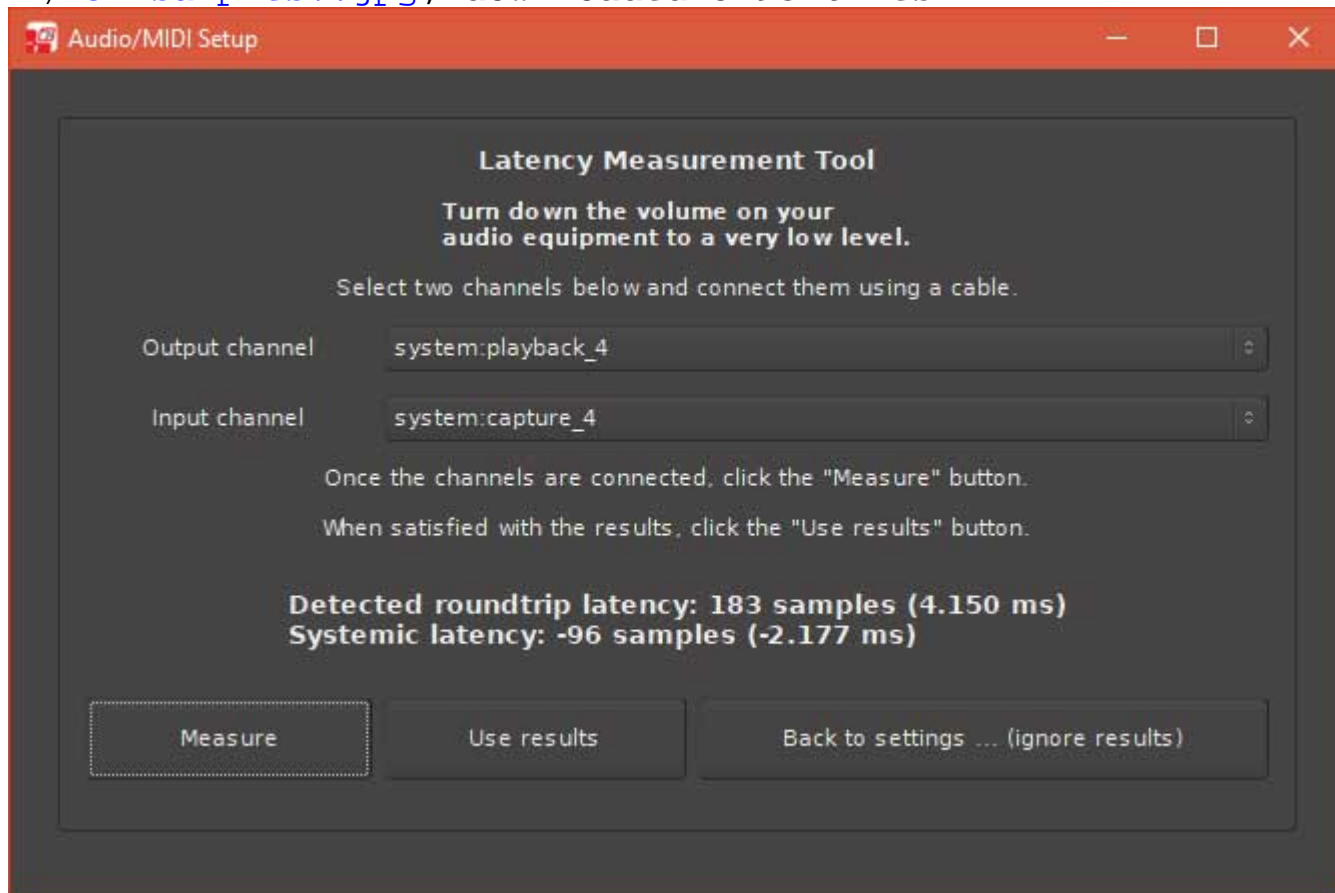 Audio/MIDI Setup
Latency Measurement Tool
Turn down the volume on your
audio equipment to a very low level.
Select two channels below and connect them using a cable.
Output channel system:playback_4
Input channel system:capture_4
Once the channels are connected, click the "Measure" button.
When satisfied with the results, click the "Use results" button.
Detected roundtrip latency: 183 samples (4.150 ms)
Systemic latency: -96 samples (-2.177 ms)
Measure Use results Back to settings ... (ignore results)